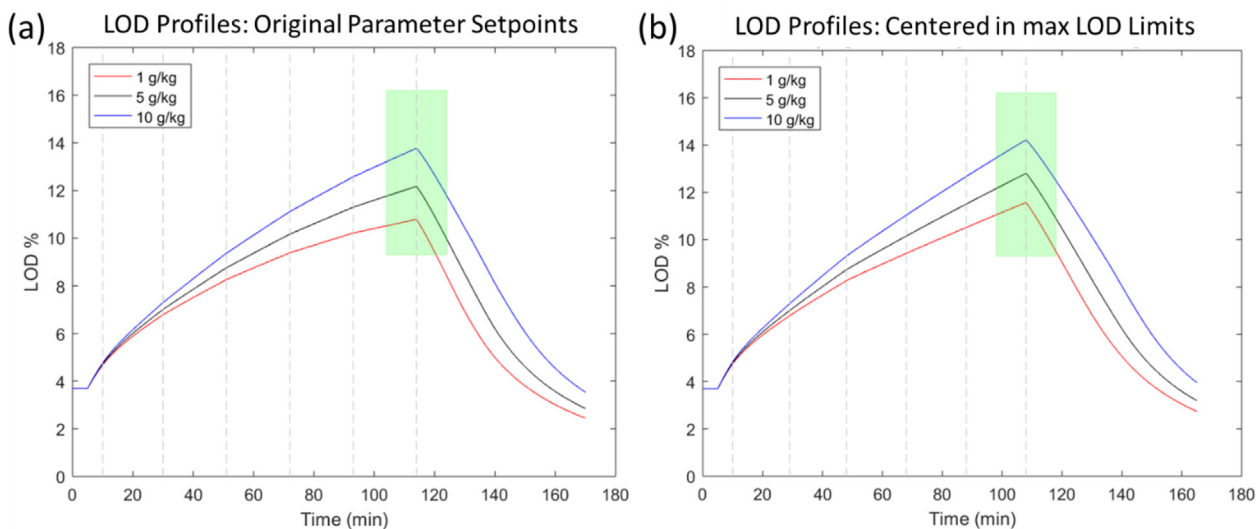 (a) LOD Profiles: Original Parameter Setpoints
18
16
14
12
10
8
6
4
2
0
LOD %
1 g/kg
5 g/kg
10 g/kg
0 20 40 60 80 100 120 140 160 180
Time (min)
(b) LOD Profiles: Centered in max LOD Limits
18
16
14
12
10
8
6
4
2
0
LOD %
1 g/kg
5 g/kg
10 g/kg
0 20 40 60 80 100 120 140 160 180
Time (min)